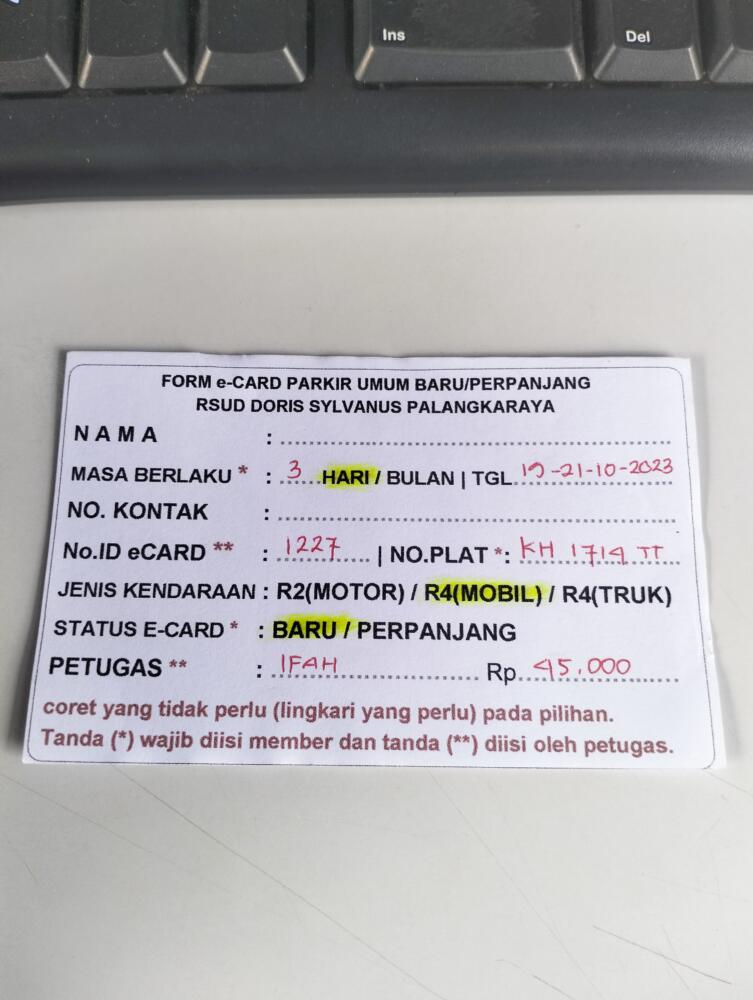 Ins
Del
FORM e-CARD PARKIR UMUM BARU/PERPANJANG
RSUD DORIS SYLVANUS PALANGKARAYA
NAMA :
MASA BERLAKU * : 3 HARI / BULAN | TGL. 19-21-10-2023
NO. KONTAK :
No.ID eCARD ** : 1227 | NO.PLAT *: KH 1714 TT
JENIS KENDARAAN : R2(MOTOR) / R4(MOBIL) / R4(TRUK)
STATUS E-CARD * : BARU / PERPANJANG
PETUGAS ** : IFAH Rp. 45.000
coret yang tidak perlu (lingkari yang perlu) pada pilihan.
Tanda (*) wajib diisi member dan tanda (**) diisi oleh petugas.